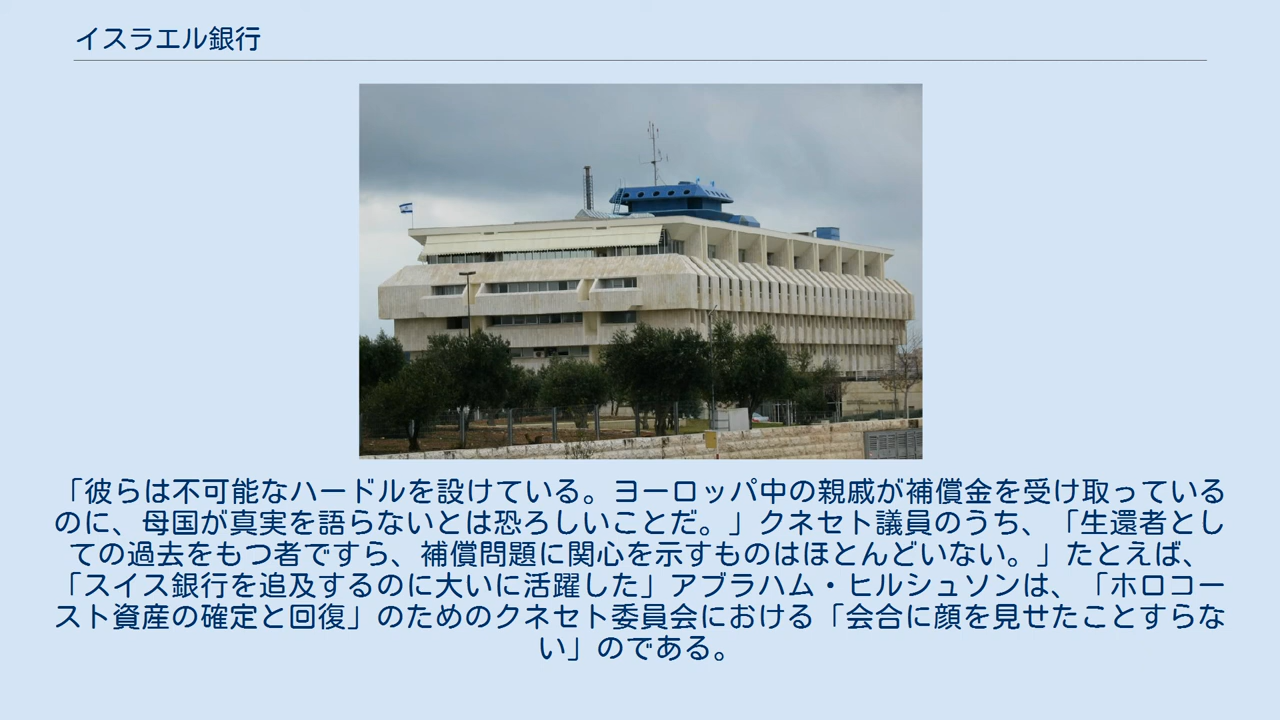 イスラエル銀行
「彼らは不可能なハードルを設けている。ヨーロッパ中の親戚が補償金を受け取っている
のに、母国が真実を語らないとは恐ろしいことだ。」クネセト議員のうち、「生還者とし
ての過去をもつ者ですら、補償問題に関心を示すものはほとんどいない。」たとえば、
「スイス銀行を追及するのに大いに活躍した」アブラハム・ヒルシュソンは、「ホロコー
スト資産の確定と回復」のためのクネセト委員会における「会合に顔を見せたことすらな
い」のである。